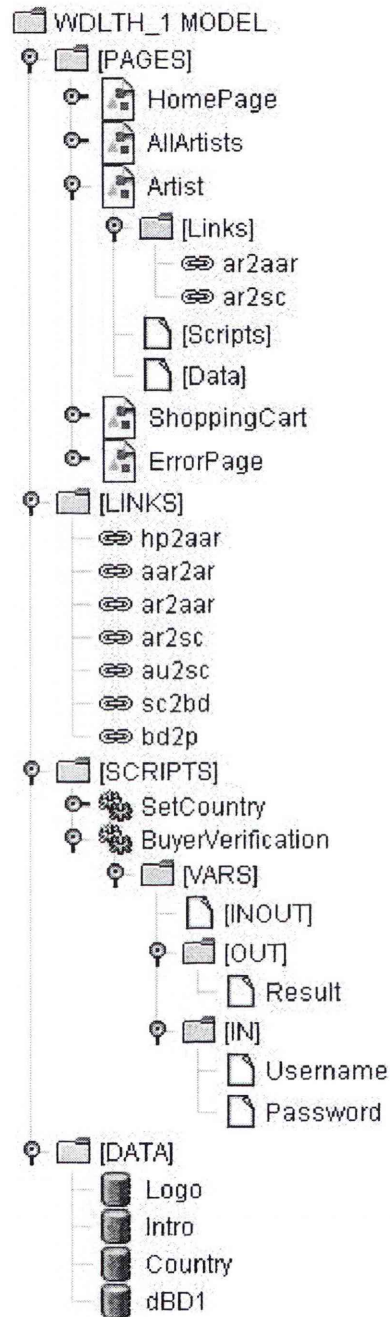 WDLTH_1 MODEL
[PAGES]
HomePage
AllArtists
Artist
[Links]
ar2aar
ar2sc
[Scripts]
[Data]
ShoppingCart
ErrorPage
[LINKS]
hp2aar
aar2ar
ar2aar
ar2sc
au2sc
sc2bd
bd2p
[SCRIPTS]
SetCountry
BuyerVerification
[VARS]
[INOUT]
[OUT]
Result
[IN]
Username
Password
[DATA]
Logo
Intro
Country
dBD1